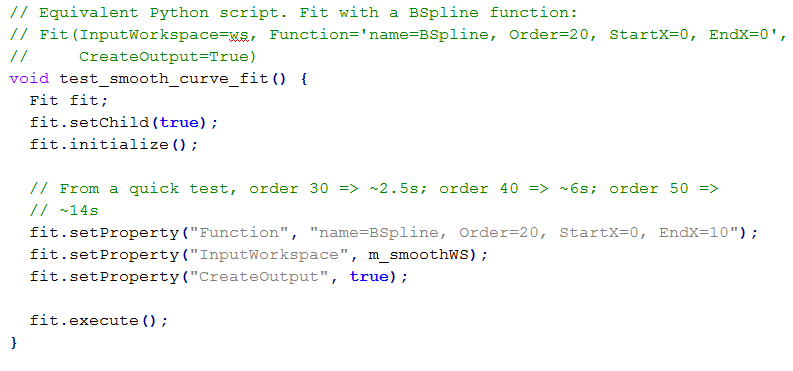 // Equivalent Python script. Fit with a BSpline function:
// Fit(InputWorkspace=ws, Function='name=BSpline, Order=20, StartX=0, EndX=0',
//     CreateOutput=True)
void test_smooth_curve_fit() {
  Fit fit;
  fit.setChild(true);
  fit.initialize();

  // From a quick test, order 30 => ~2.5s; order 40 => ~6s; order 50 =>
  // ~14s
  fit.setProperty("Function", "name=BSpline, Order=20, StartX=0, EndX=10");
  fit.setProperty("InputWorkspace", m_smoothWS);
  fit.setProperty("CreateOutput", true);

  fit.execute();
}